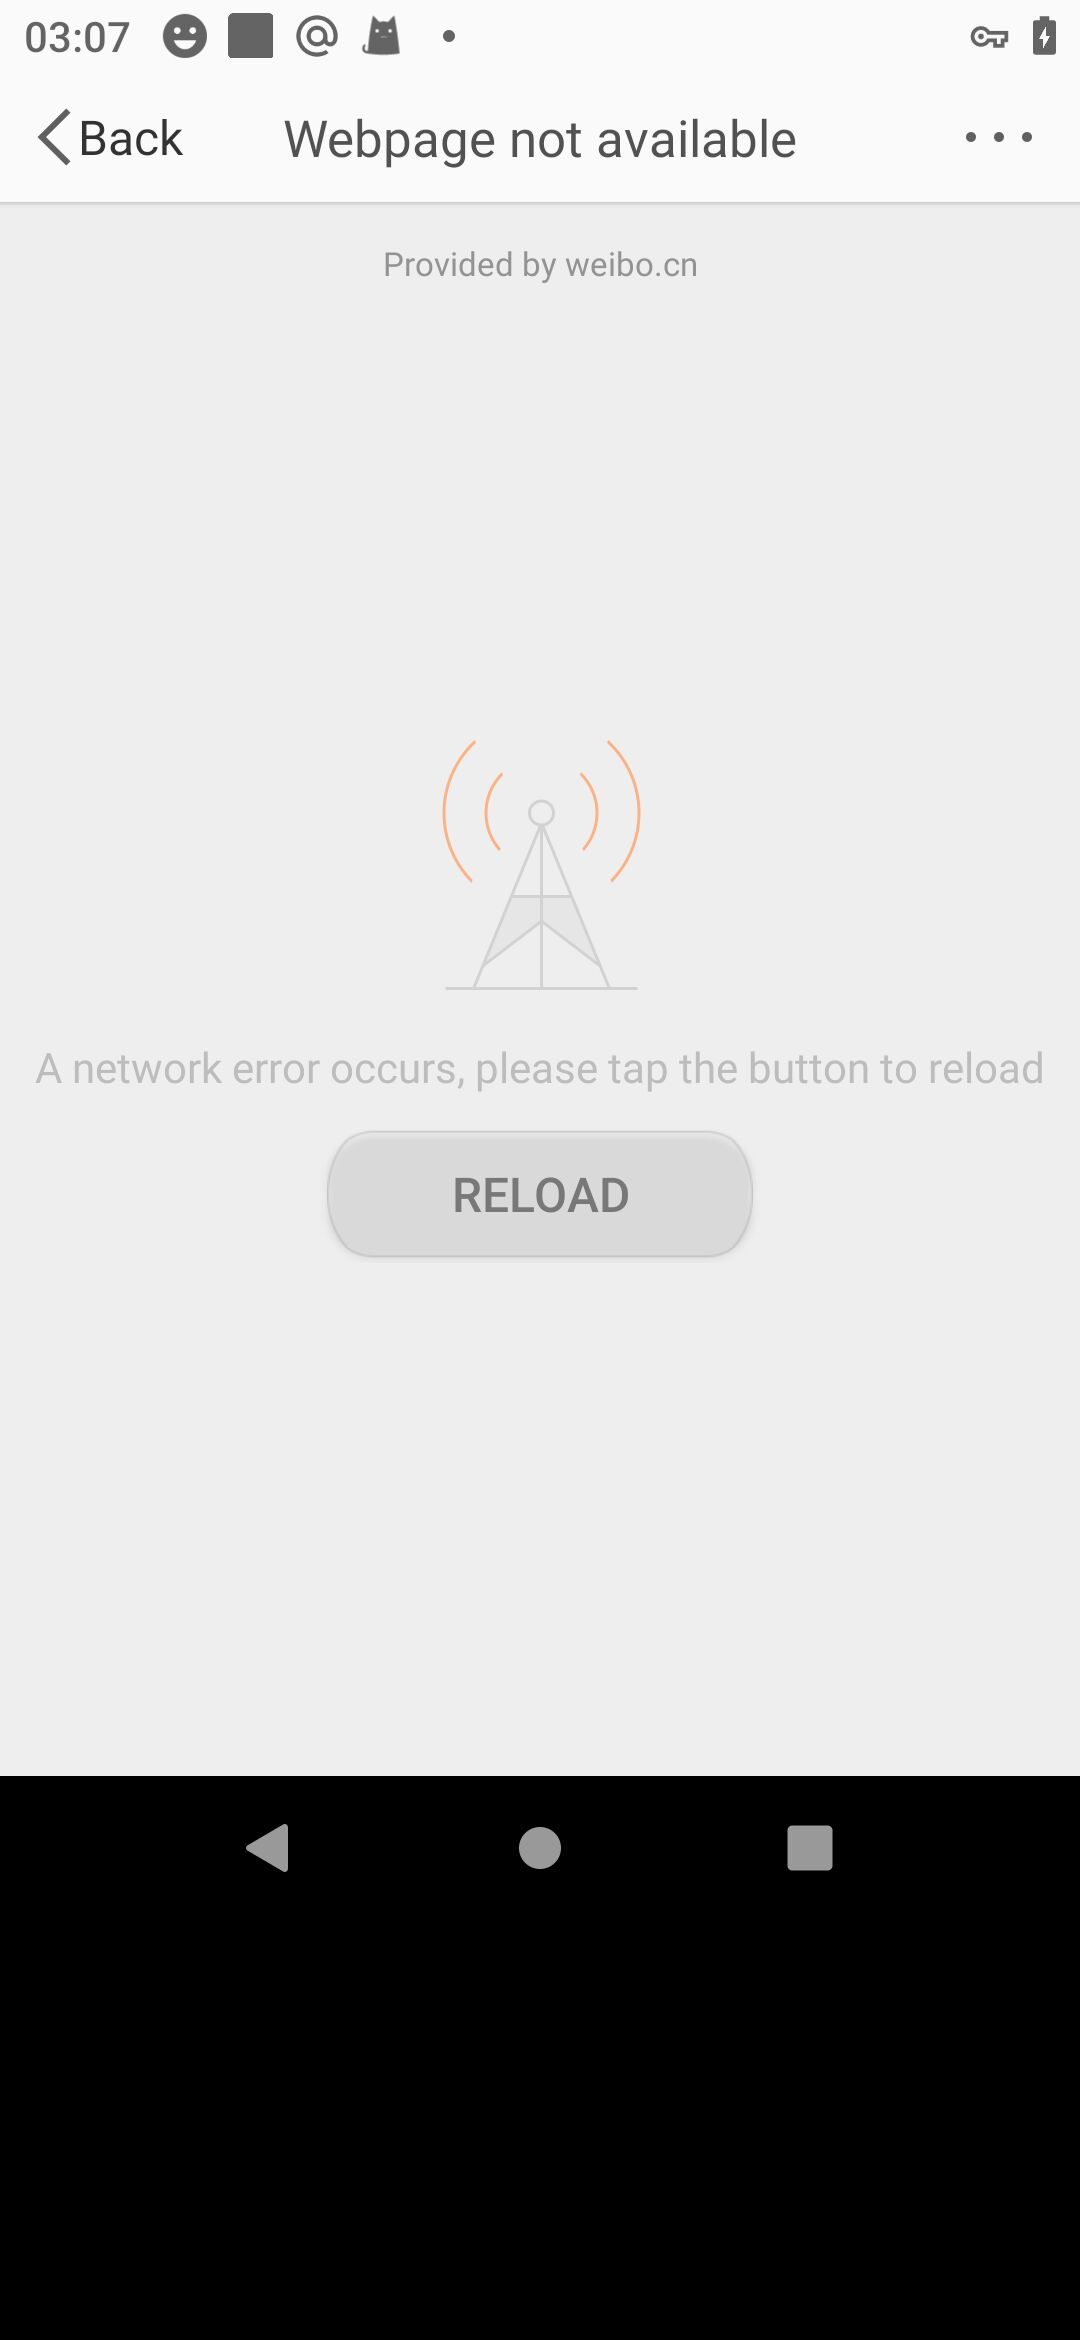 03:07
Back
Webpage not available
Provided by weibo.cn
A network error occurs, please tap the button to reload
RELOAD